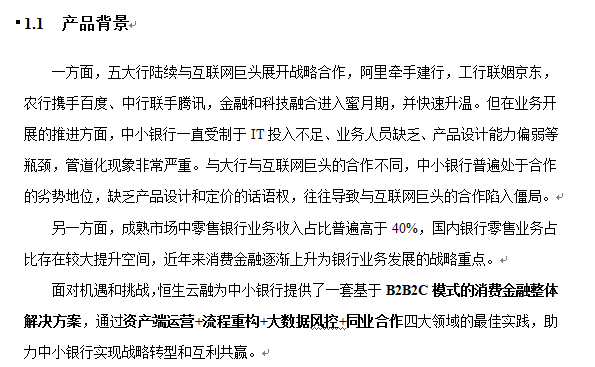 1.1 产品背景
一方面，五大行陆续与互联网巨头展开战略合作，阿里牵手建行，工行联姻京东，
农行携手百度、中行联手腾讯，金融和科技融合进入蜜月期，并快速升温。但在业务开
展的推进方面，中小银行一直受制于 IT 投入不足、业务人员缺乏、产品设计能力偏弱等
瓶颈，管道化现象非常严重。与大行与互联网巨头的合作不同，中小银行普遍处于合作
的劣势地位，缺乏产品设计和定价的话语权，往往导致与互联网巨头的合作陷入僵局。
另一方面，成熟市场中零售银行业务收入占比普遍高于 40%，国内银行零售业务占
比存在较大提升空间，近年来消费金融逐渐上升为银行业务发展的战略重点。
面对机遇和挑战，恒生云融为中小银行提供了一套基于 B2B2C 模式的消费金融整体
解决方案，通过资产端运营+流程重构+大数据风控+同业合作四大领域的最佳实践，助
力中小银行实现战略转型和互利共赢。